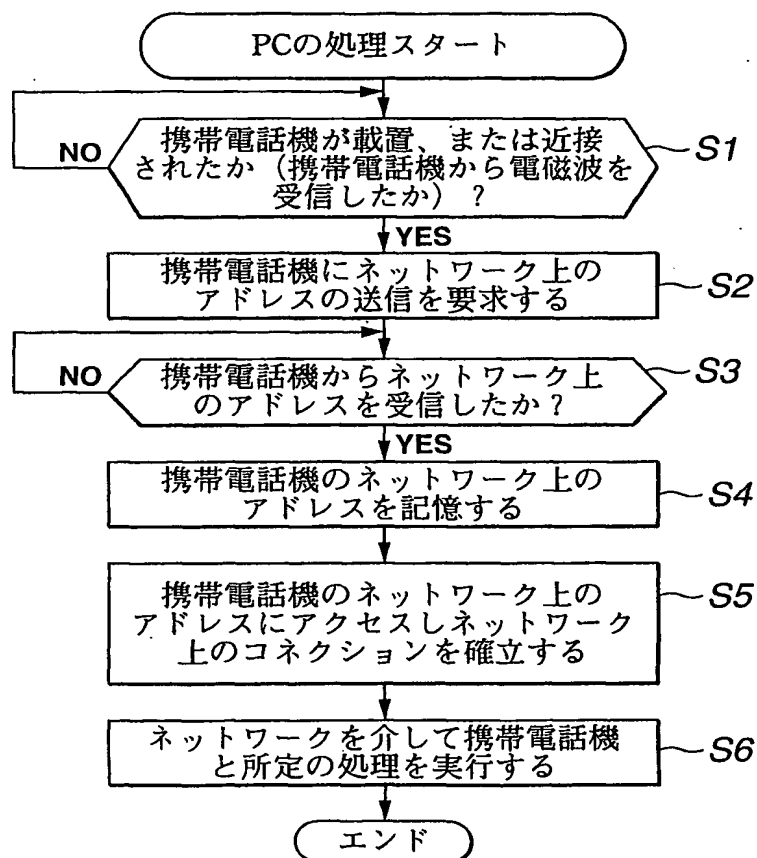 PCの処理スタート
携帯電話機が載置、または近接
されたか（携帯電話機から電磁波を
受信したか）？
NO
S1
YES
携帯電話機にネットワーク上の
アドレスの送信を要求する
S2
携帯電話機からネットワーク上
のアドレスを受信したか？
NO
S3
YES
携帯電話機のネットワーク上の
アドレスを記憶する
S4
携帯電話機のネットワーク上の
アドレスにアクセスしネットワーク
上のコネクションを確立する
S5
ネットワークを介して携帯電話機
と所定の処理を実行する
S6
エンド